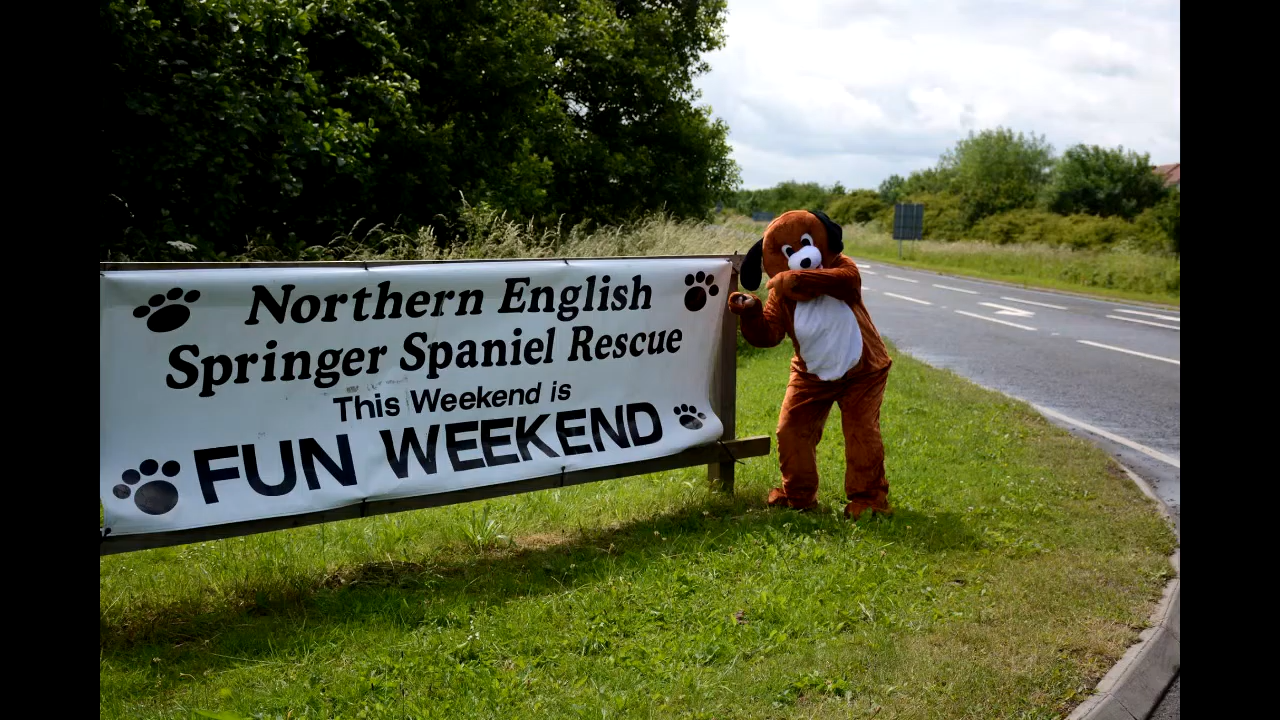 Northern English
Springer Spaniel Rescue
This Weekend is
FUN WEEKEND